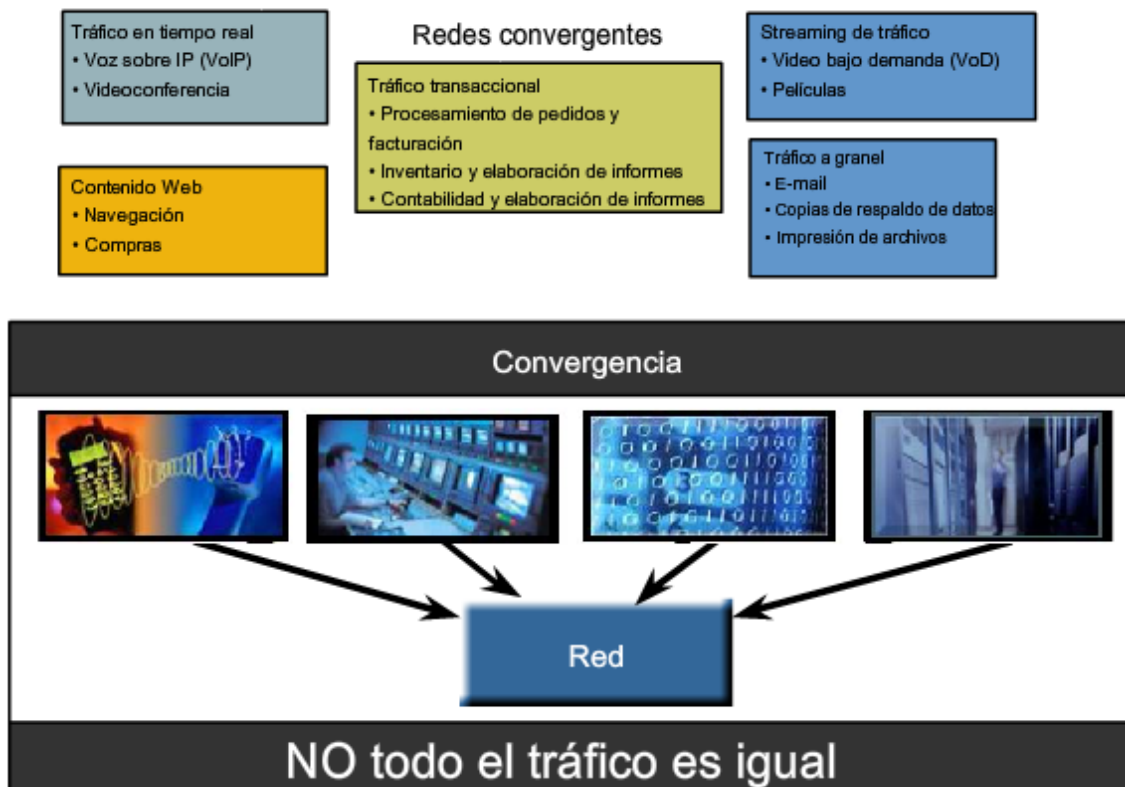 Redes convergentes
Tráfico en tiempo real
• Voz sobre IP (VoIP)
• Videoconferencia
Contenido Web
• Navegación
• Compras
Tráfico transaccional
• Procesamiento de pedidos y
facturación
• Inventario y elaboración de informes
• Contabilidad y elaboración de informes
Streaming de tráfico
• Video bajo demanda (VoD)
• Películas
Tráfico a granel
• E-mail
• Copias de respaldo de datos
• Impresión de archivos
Convergencia
Red
NO todo el tráfico es igual